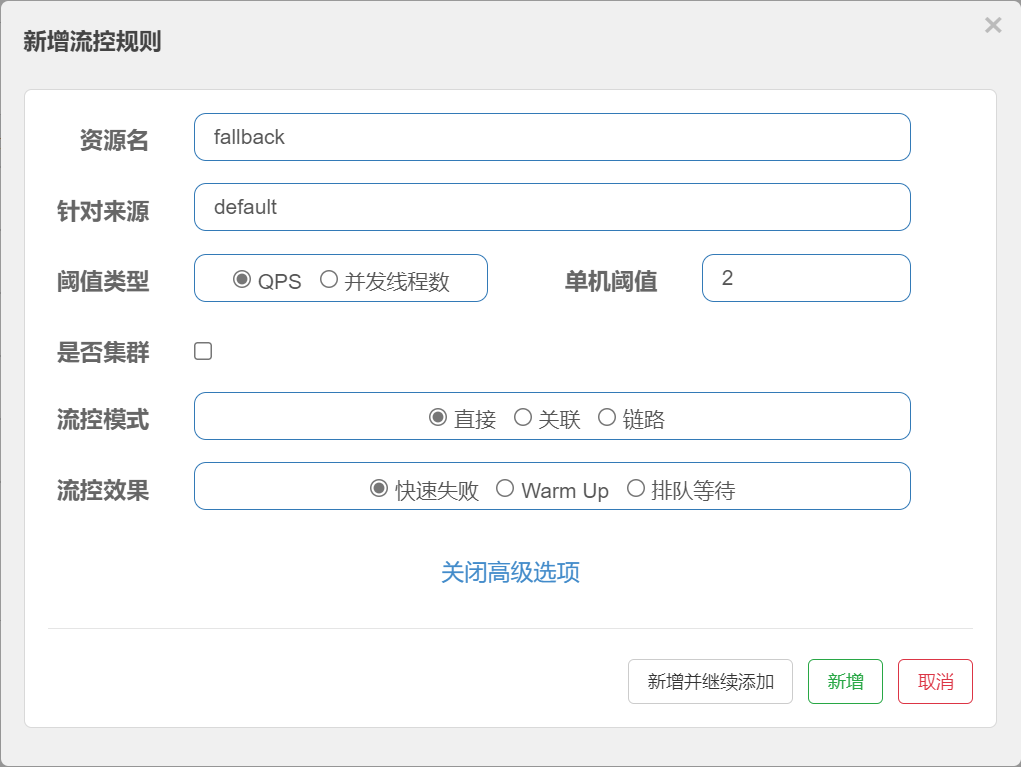 新增流控规则
×
资源名 fallback
针对来源 default
阈值类型 QPS 并发线程数 单机阈值 2
是否集群
流控模式 直接 关联 链路
流控效果 快速失败 Warm Up 排队等待
关闭高级选项
新增并继续添加 新增 取消